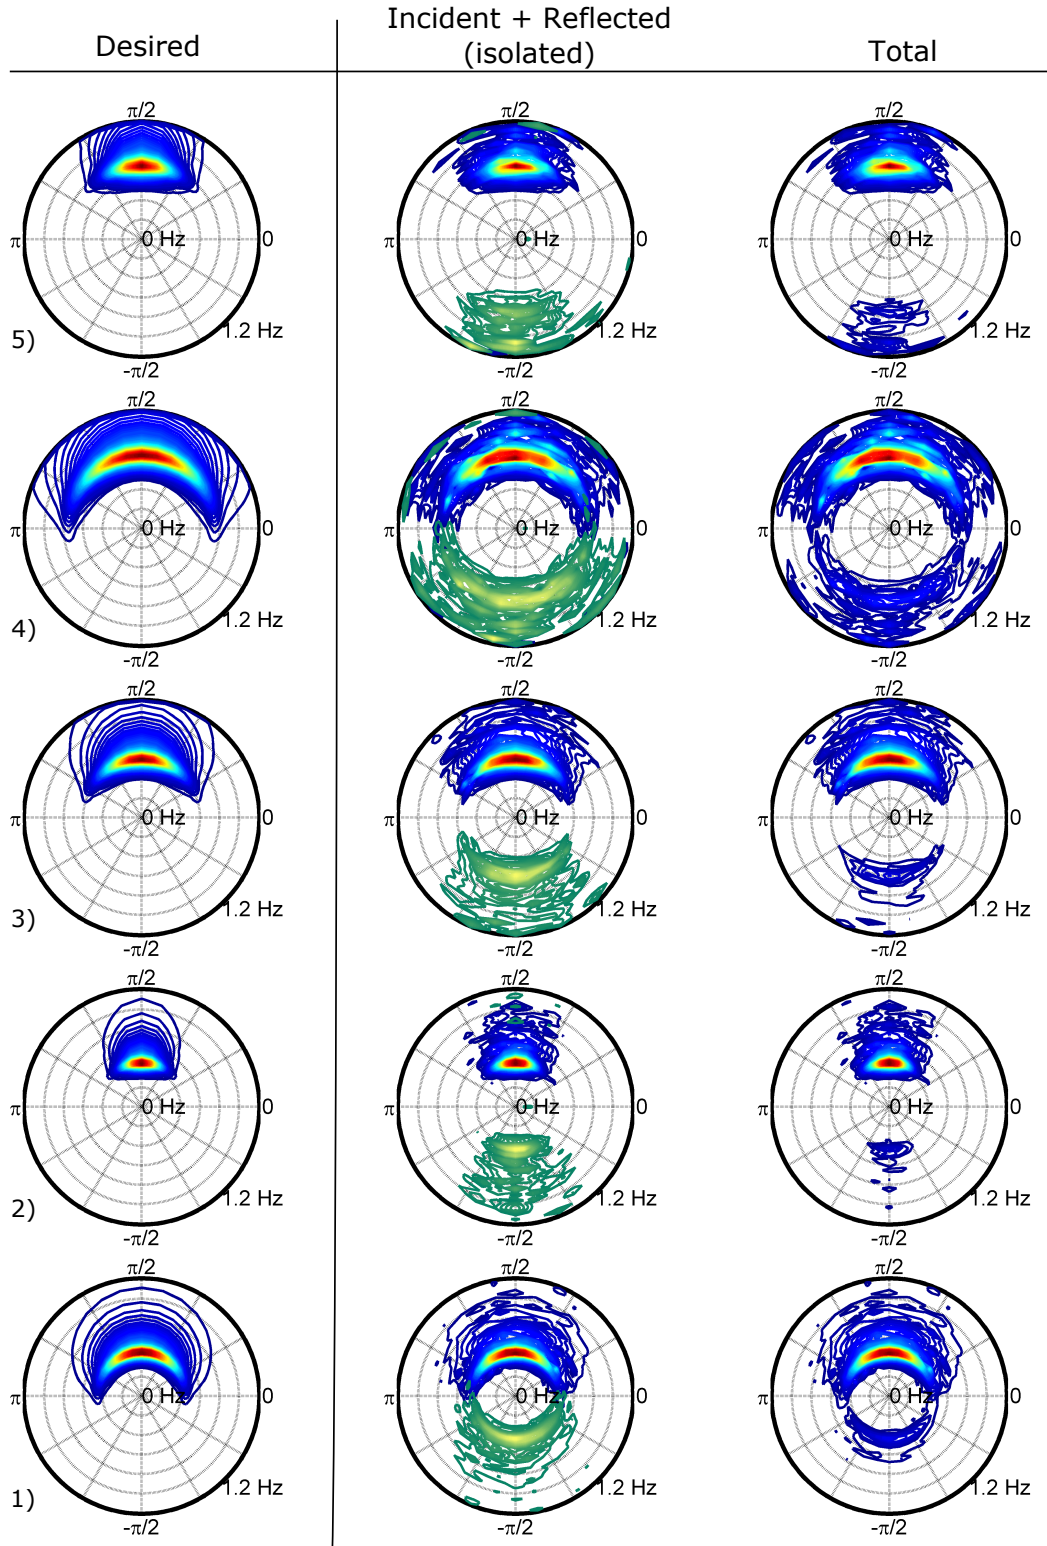 Desired
Incident + Reflected
(isolated)
Total
π/2 π/2 π/2
π 0 Hz 0 π 0 Hz 0 π 0 Hz 0
5) 1.2 Hz 1.2 Hz 1.2 Hz
-π/2 -π/2 -π/2
π/2 π/2 π/2
π 0 Hz 0 π 0 Hz 0 π 0 Hz 0
4) 1.2 Hz 1.2 Hz 1.2 Hz
-π/2 -π/2 -π/2
π/2 π/2 π/2
π 0 Hz 0 π 0 Hz 0 π 0 Hz 0
3) 1.2 Hz 1.2 Hz 1.2 Hz
-π/2 -π/2 -π/2
π/2 π/2 π/2
π 0 Hz 0 π 0 Hz 0 π 0 Hz 0
2) 1.2 Hz 1.2 Hz 1.2 Hz
-π/2 -π/2 -π/2
π/2 π/2 π/2
π 0 Hz 0 π 0 Hz 0 π 0 Hz 0
1) 1.2 Hz 1.2 Hz 1.2 Hz
-π/2 -π/2 -π/2